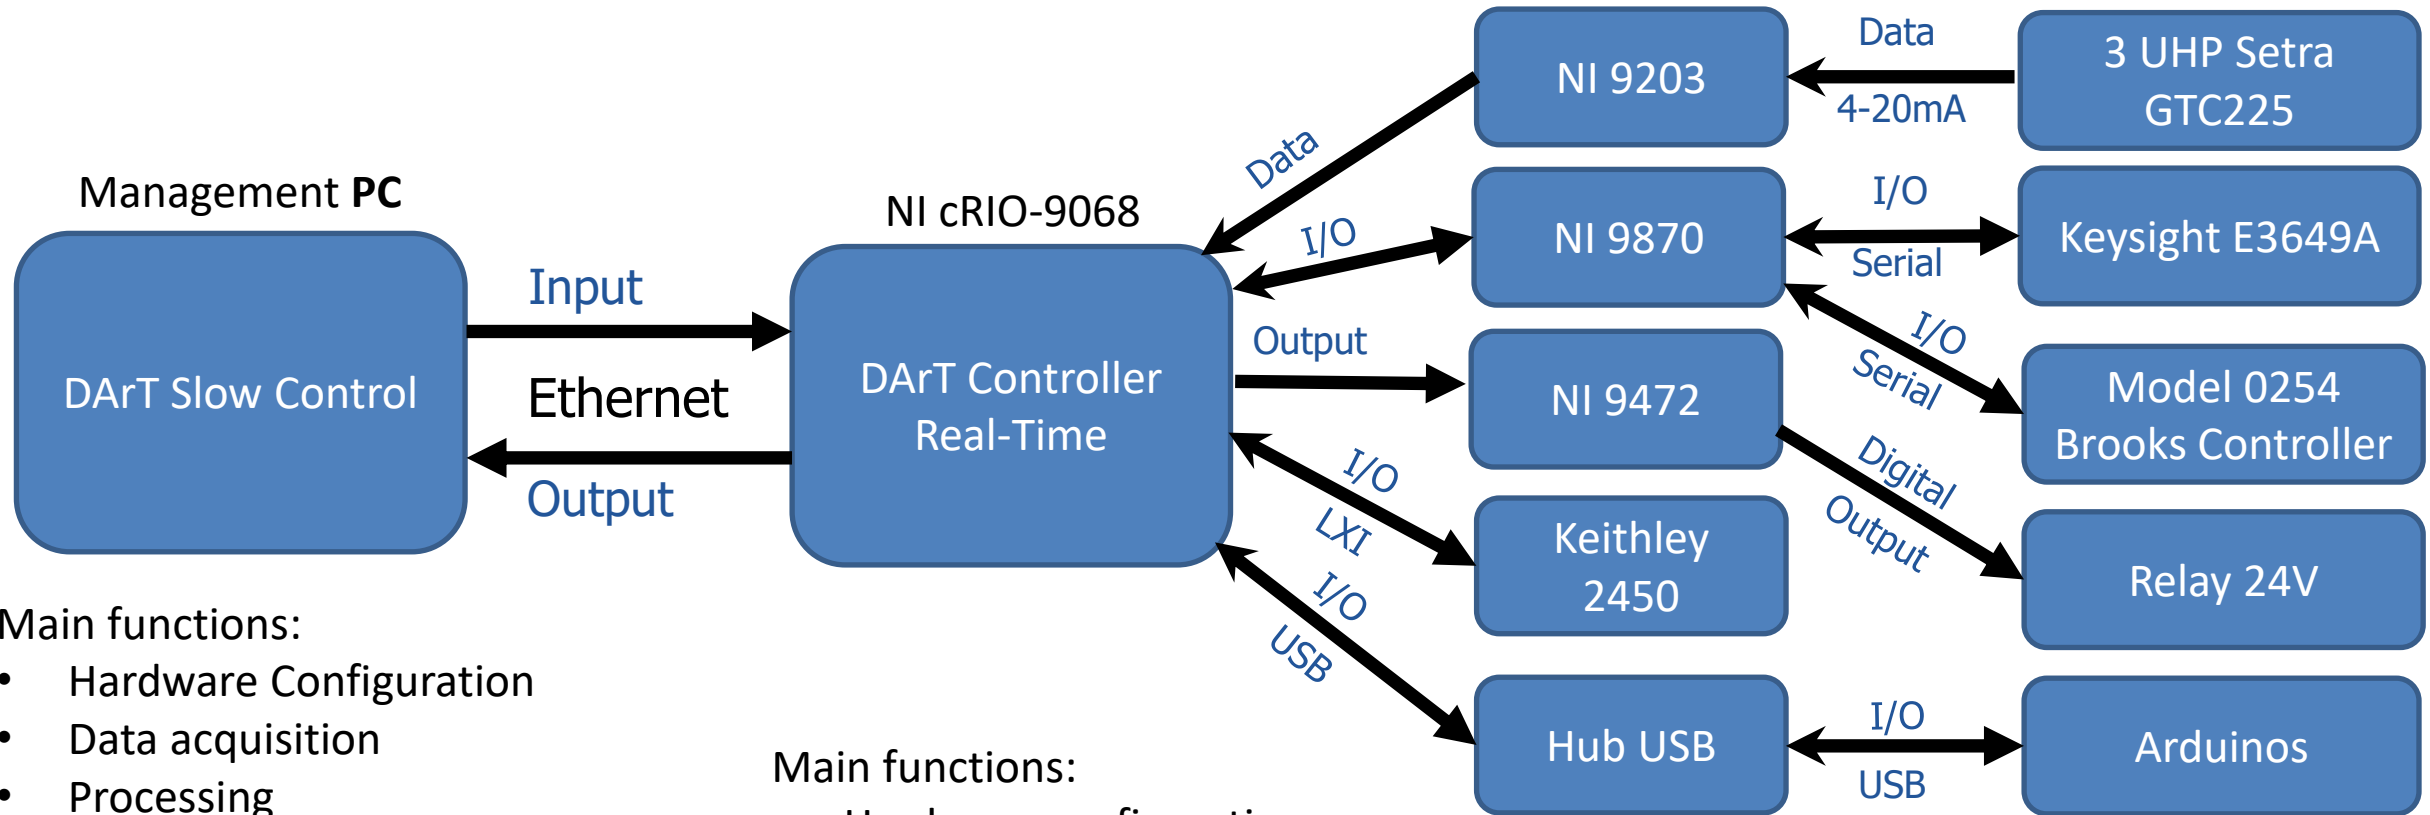 Management PC
DArT Slow Control
Input
Ethernet
Output
NI cRIO-9068
DArT Controller
Real-Time
Data
I/O
Output
I/O
LXI
I/O
USB
NI 9203
NI 9870
NI 9472
Keithley
2450
Hub USB
Data
4-20mA
I/O
Serial
I/O
Serial
Digital
Output
I/O
USB
3 UHP Setra
GTC225
Keysight E3649A
Model 0254
Brooks Controller
Relay 24V
Arduinos
Main functions:
• Hardware Configuration
• Data acquisition
• Processing
Main functions: